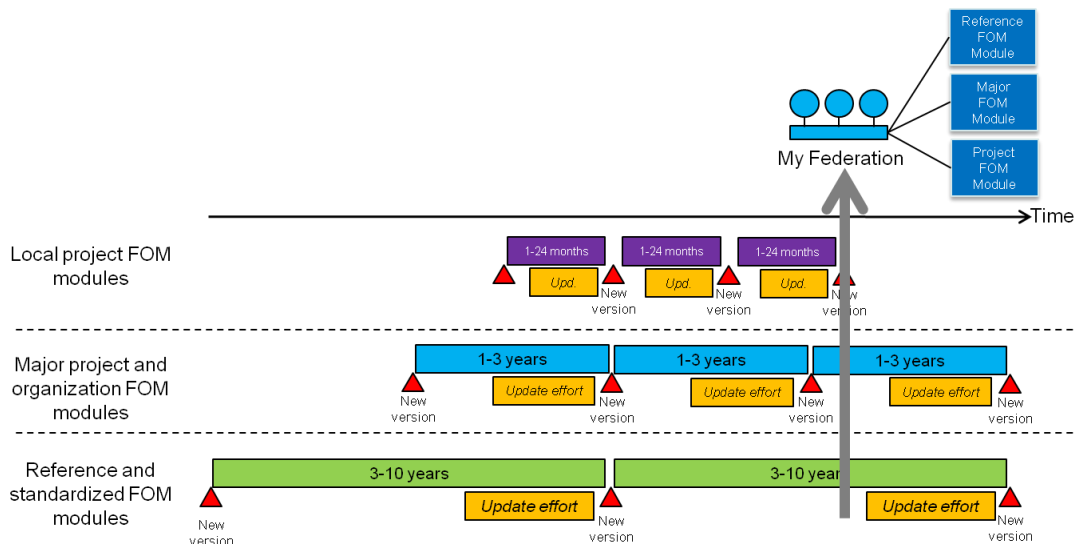 Reference
FOM
Module
Major
FOM
Module
Project
FOM
Module
My Federation
Time
Local project FOM
modules
1-24 months
1-24 months
1-24 months
Upd.
Upd.
Upd.
New
version
New
version
New
version
Major project and
organization FOM
modules
1-3 years
1-3 years
1-3 years
Update effort
Update effort
Update effort
New
version
New
version
New
version
New
version
Reference and
standardized FOM
modules
3-10 years
3-10 year
Update effort
Update effort
New
version
New
version
New
version